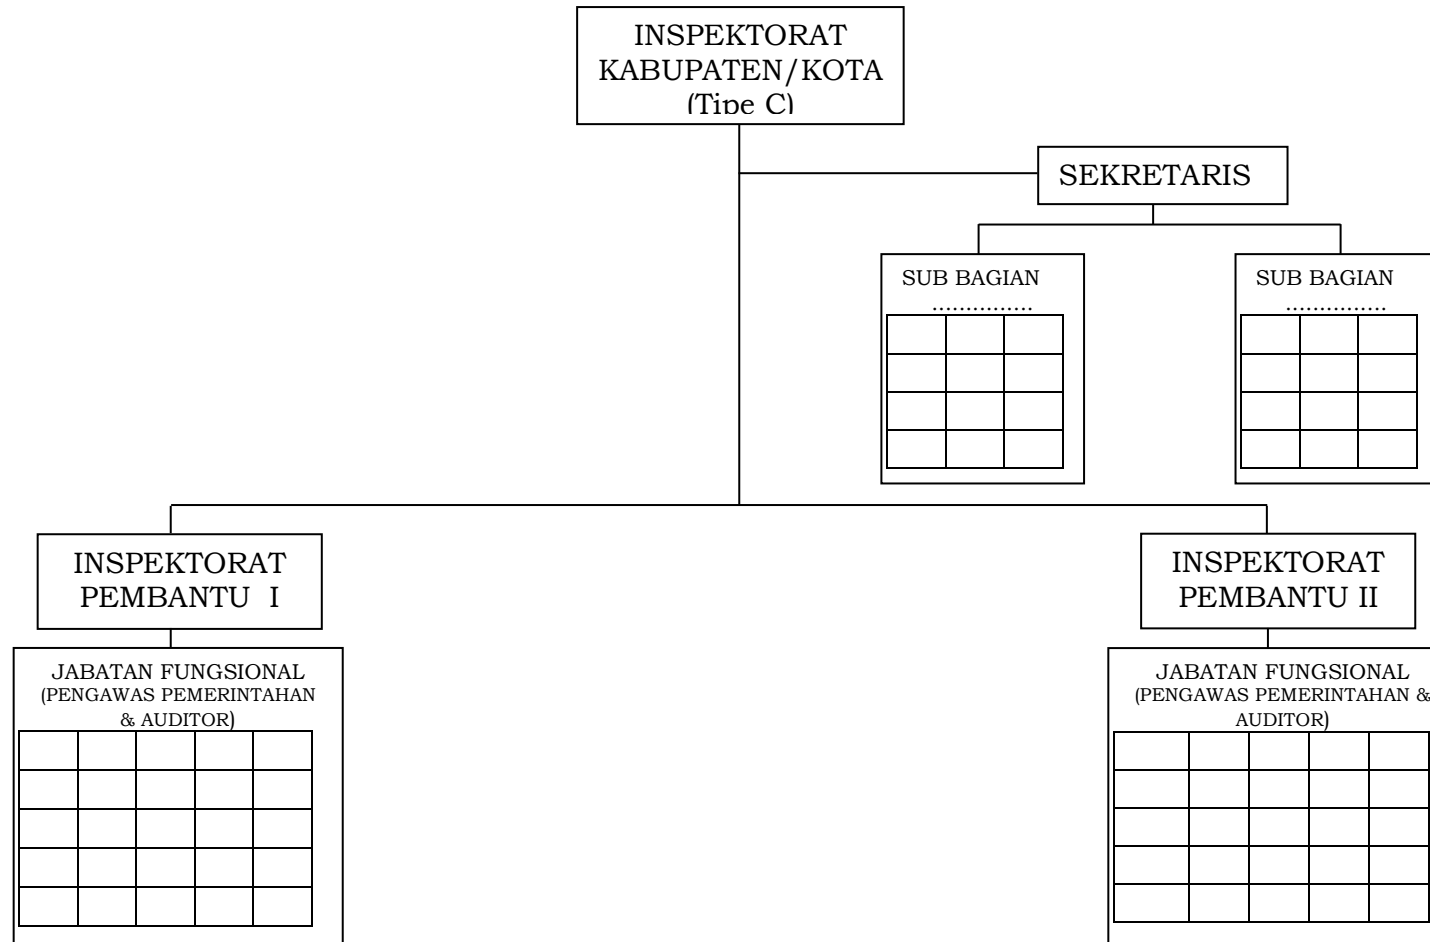 INSPEKTORAT
KABUPATEN/KOTA
(Tipe C)
SEKRETARIS
SUB BAGIAN
...............
SUB BAGIAN
...............
INSPEKTORAT
PEMBANTU I
INSPEKTORAT
PEMBANTU II
JABATAN FUNGSIONAL
(PENGAWAS PEMERINTAHAN
& AUDITOR)
JABATAN FUNGSIONAL
(PENGAWAS PEMERINTAHAN &
AUDITOR)